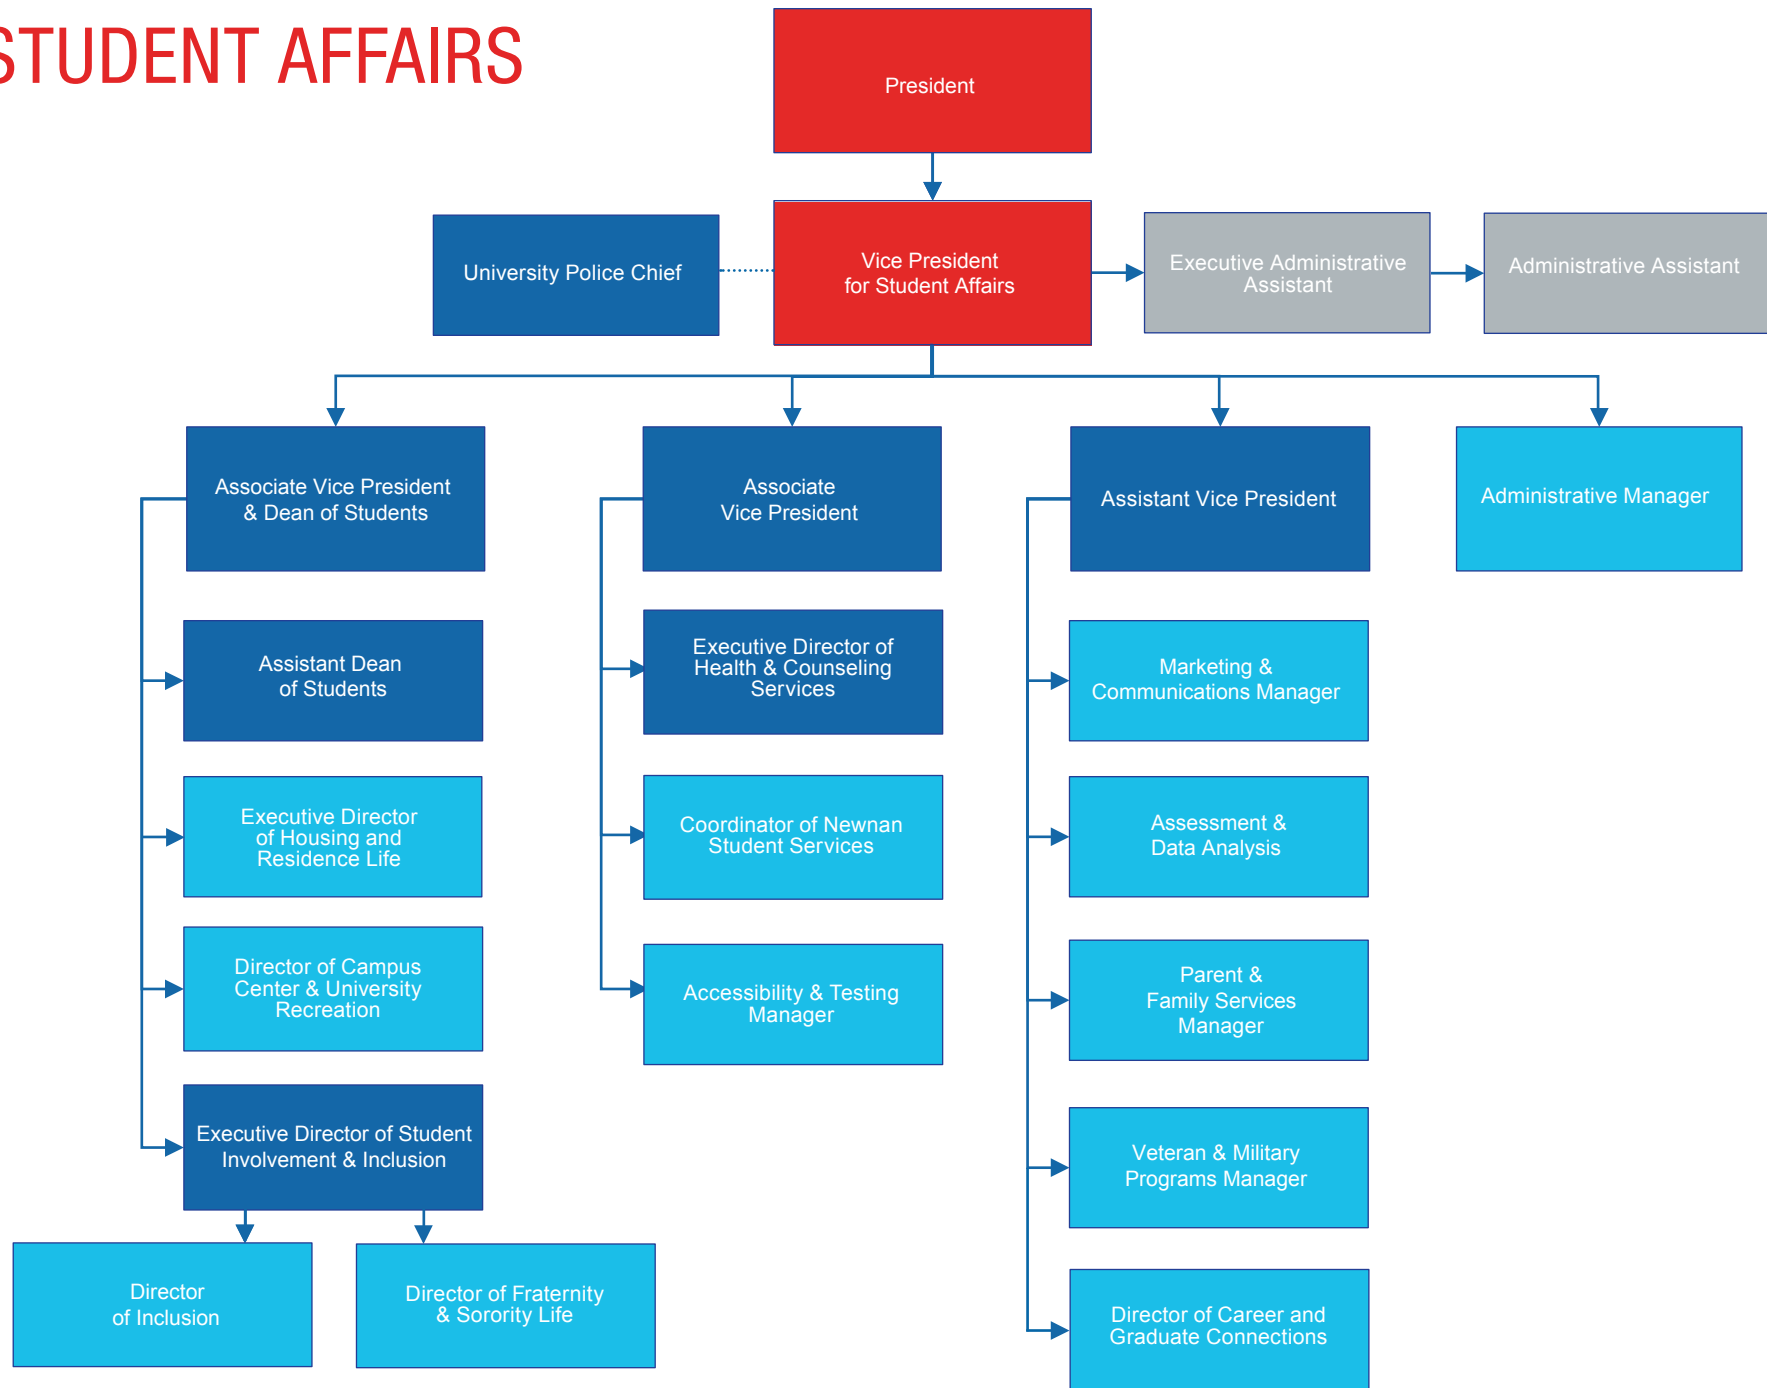 STUDENT AFFAIRS
President
University Police Chief
Vice President
for Student Affairs
Executive Administrative
Assistant
Administrative Assistant
Associate Vice President
& Dean of Students
Associate
Vice President
Assistant Vice President
Administrative Manager
Assistant Dean
of Students
Executive Director of
Health & Counseling
Services
Marketing &
Communications Manager
Executive Director
of Housing and
Residence Life
Coordinator of Newnan
Student Services
Assessment &
Data Analysis
Director of Campus
Center & University
Recreation
Accessibility & Testing
Manager
Parent &
Family Services
Manager
Executive Director of Student
Involvement & Inclusion
Veteran & Military
Programs Manager
Director
of Inclusion
Director of Fraternity
& Sorority Life
Director of Career and
Graduate Connections